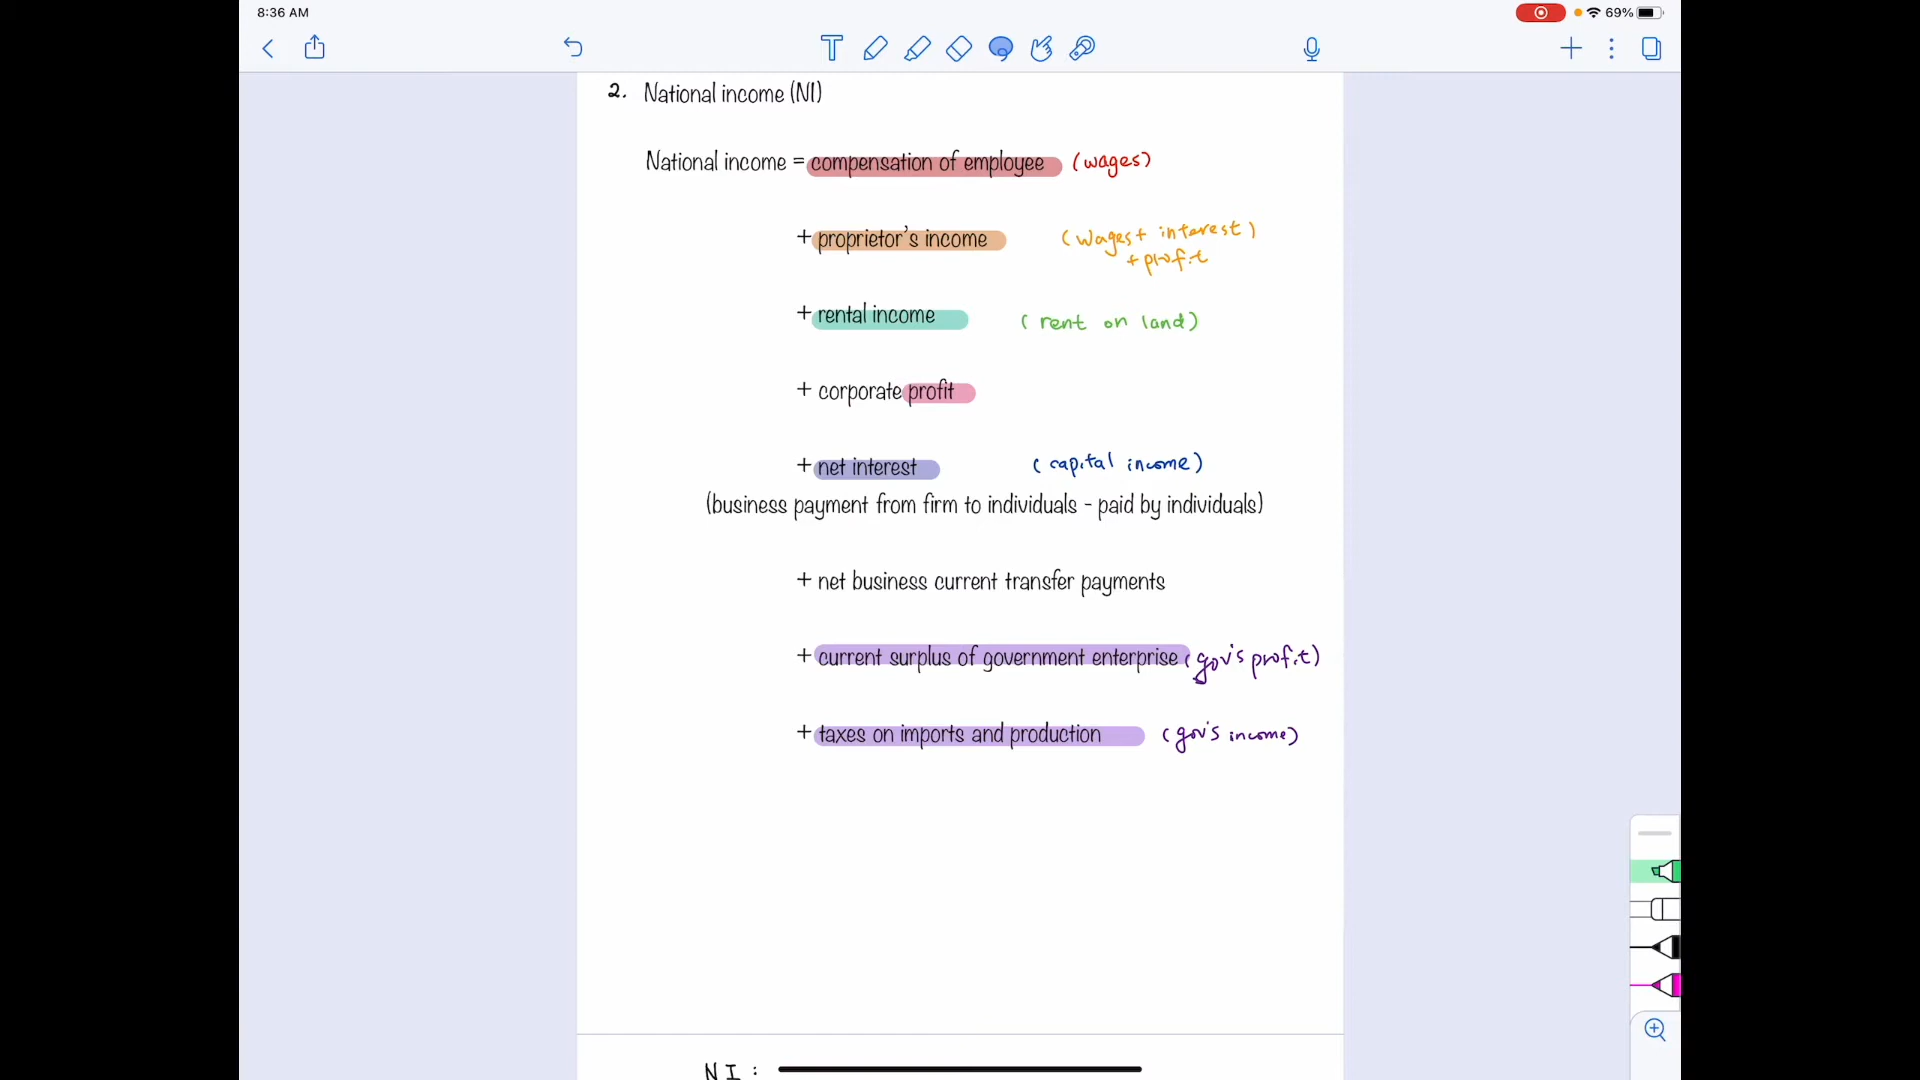 8:36 AM
69%
2. National income (NI)
National income = compensation of employee (wages)
+ proprietor's income (wages + interest)
+ profit
+ rental income (rent on land)
+ corporate profit
+ net interest (capital income)
(business payment from firm to individuals - paid by individuals)
+ net business current transfer payments
+ current surplus of government enterprise (gov's profit)
+ taxes on imports and production (gov's income)
NI :